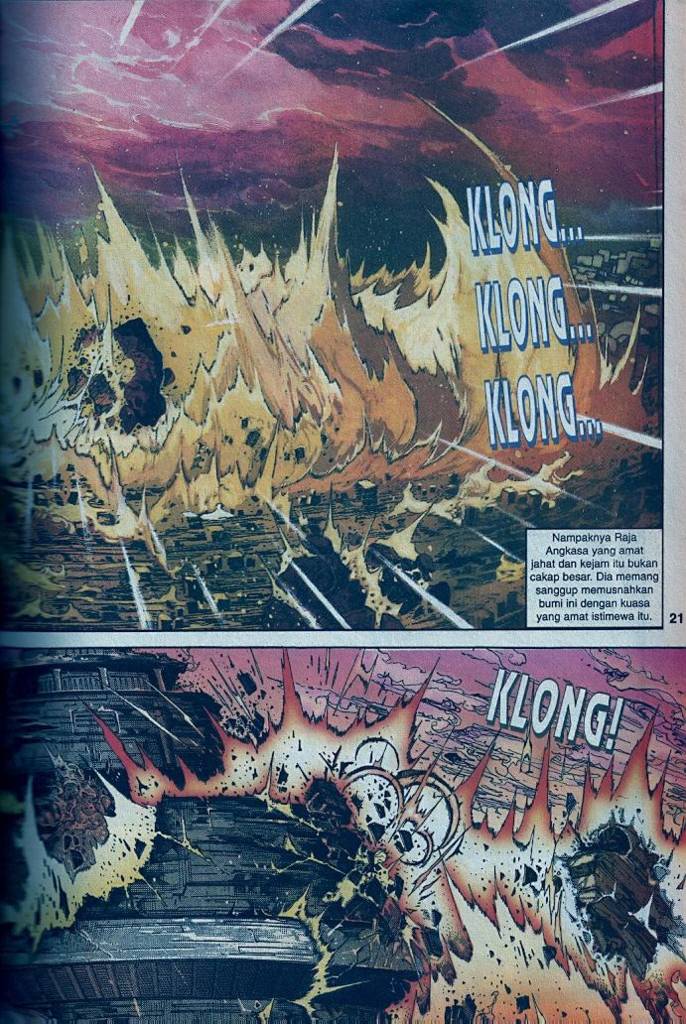 KLONG...
KLONG...
KLONG...
Nampaknya Raja
Angkasa yang amat
jahat dan kejam itu bukan
cakap besar. Dia memang
sanggup memusnahkan
bumi ini dengan kuasa
yang amat istimewa itu.
21
KLONG!